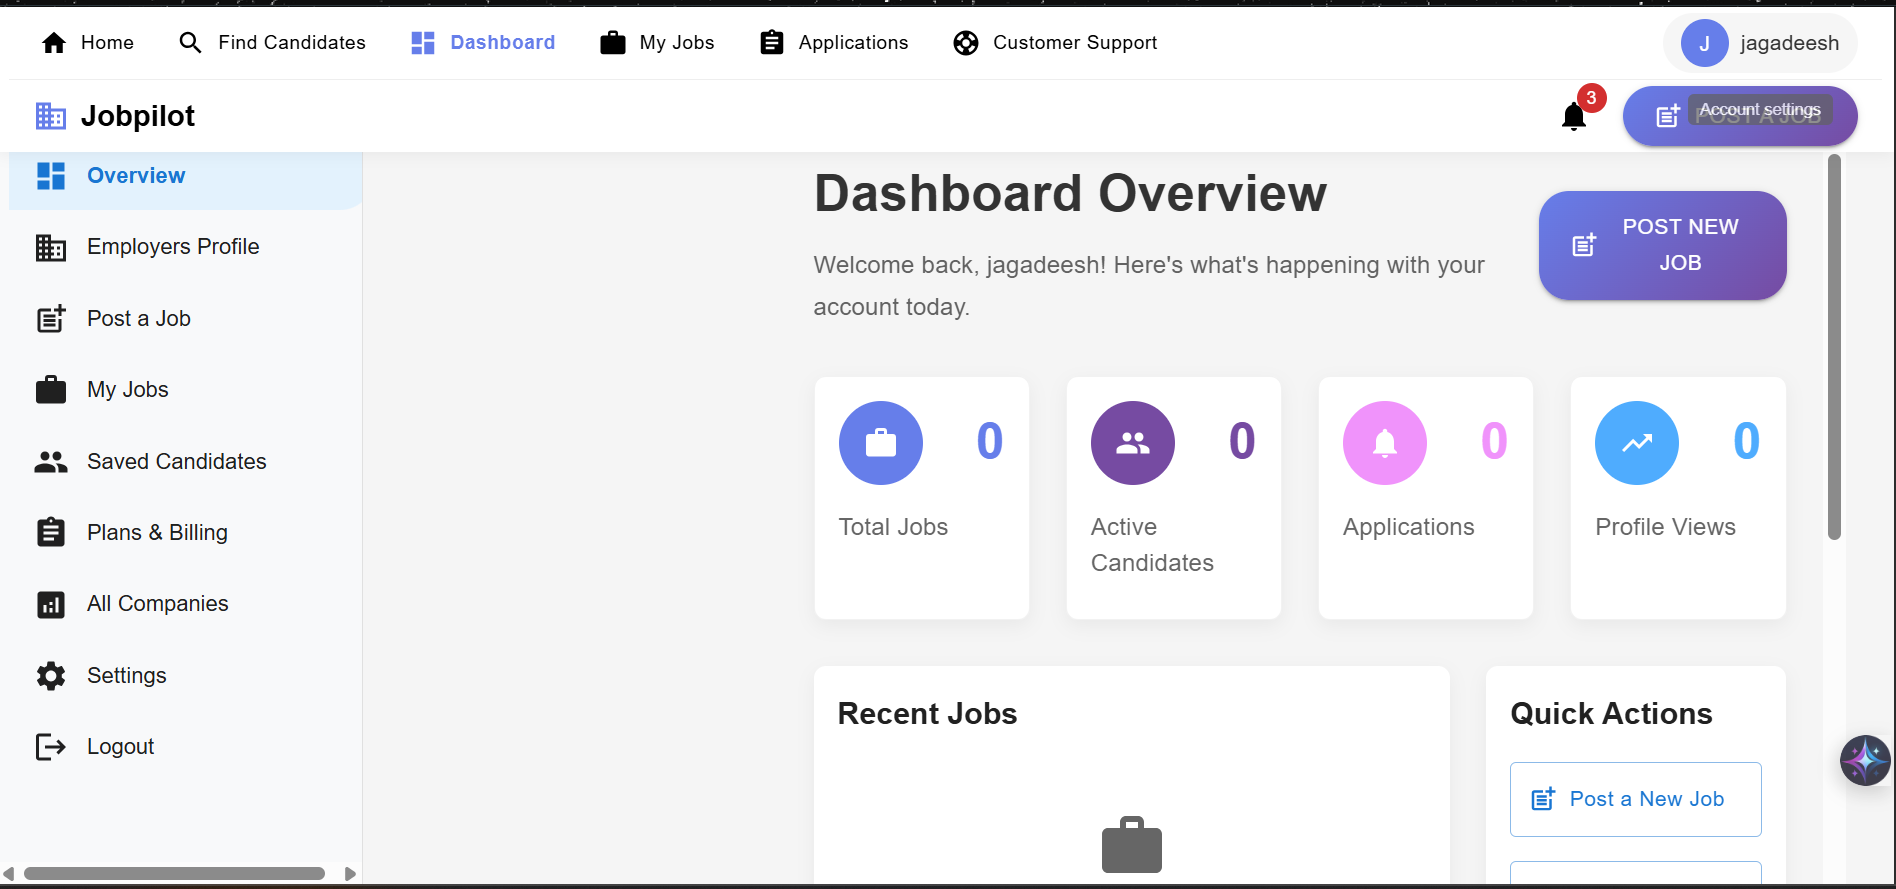 Home
Find Candidates
Dashboard
My Jobs
Applications
Customer Support
J
jagadeesh
Jobpilot
3
POST A JOB
Account settings
Overview
Employers Profile
Post a Job
My Jobs
Saved Candidates
Plans & Billing
All Companies
Settings
Logout
Dashboard Overview
Welcome back, jagadeesh! Here's what's happening with your
account today.
POST NEW
JOB
0
Total Jobs
0
Active
Candidates
0
Applications
0
Profile Views
Recent Jobs
Quick Actions
Post a New Job